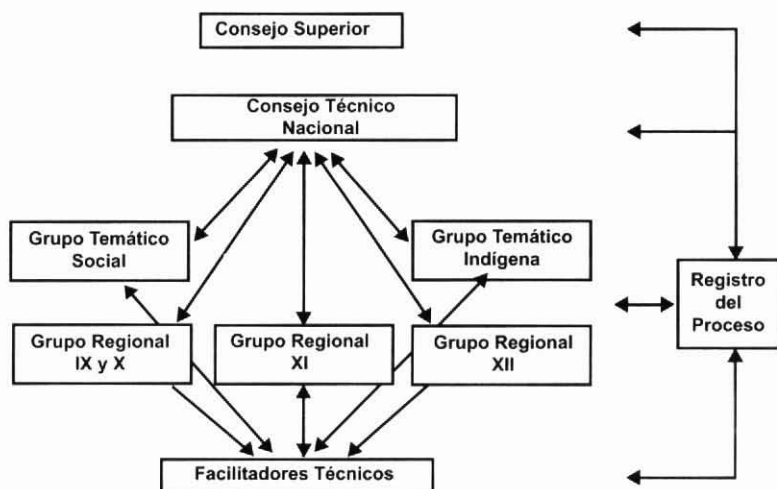 Consejo Superior
Consejo Técnico
Nacional
Grupo Temático
Social
Grupo Temático
Indígena
Registro
del
Proceso
Grupo Regional
IX y X
Grupo Regional
XI
Grupo Regional
XII
Facilitadores Técnicos